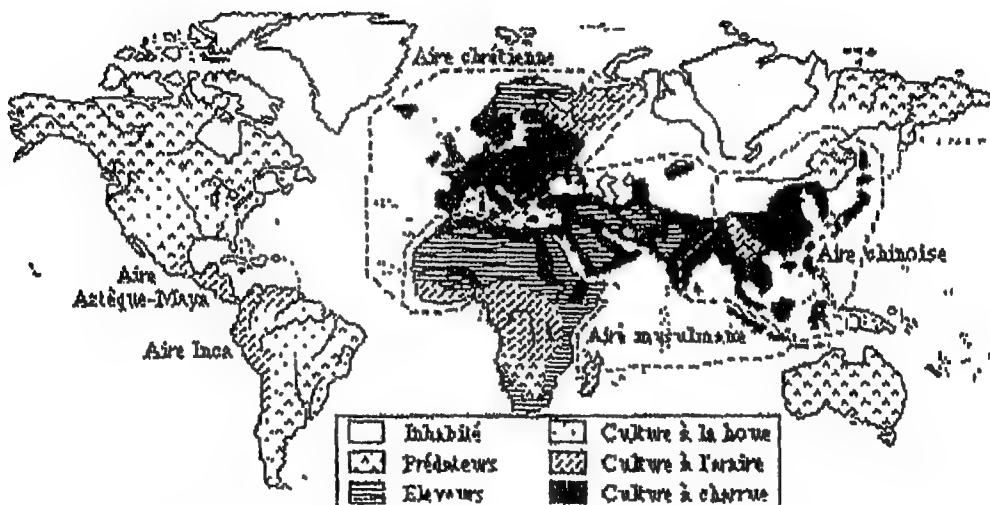 Aire chrétienne
Aire
Aztèque-Maya
Aire Inca
Aire chinoise
Aire musulmane
Inhabité
Prédateurs
Eleveurs
Culture à la houe
Culture à l'araire
Culture à charrue